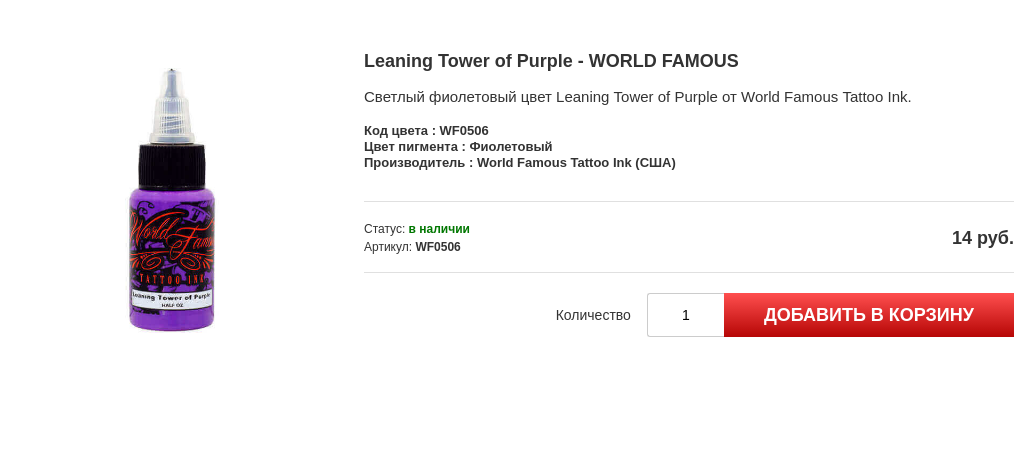 Leaning Tower of Purple - WORLD FAMOUS
Светлый фиолетовый цвет Leaning Tower of Purple от World Famous Tattoo Ink.
Код цвета : WF0506
Цвет пигмента : Фиолетовый
Производитель : World Famous Tattoo Ink (США)
World Famous
TATTOO INK
Leaning Tower of Purple
HALF OZ.
Статус: в наличии
Артикул: WF0506
14 руб.
Количество
1
ДОБАВИТЬ В КОРЗИНУ